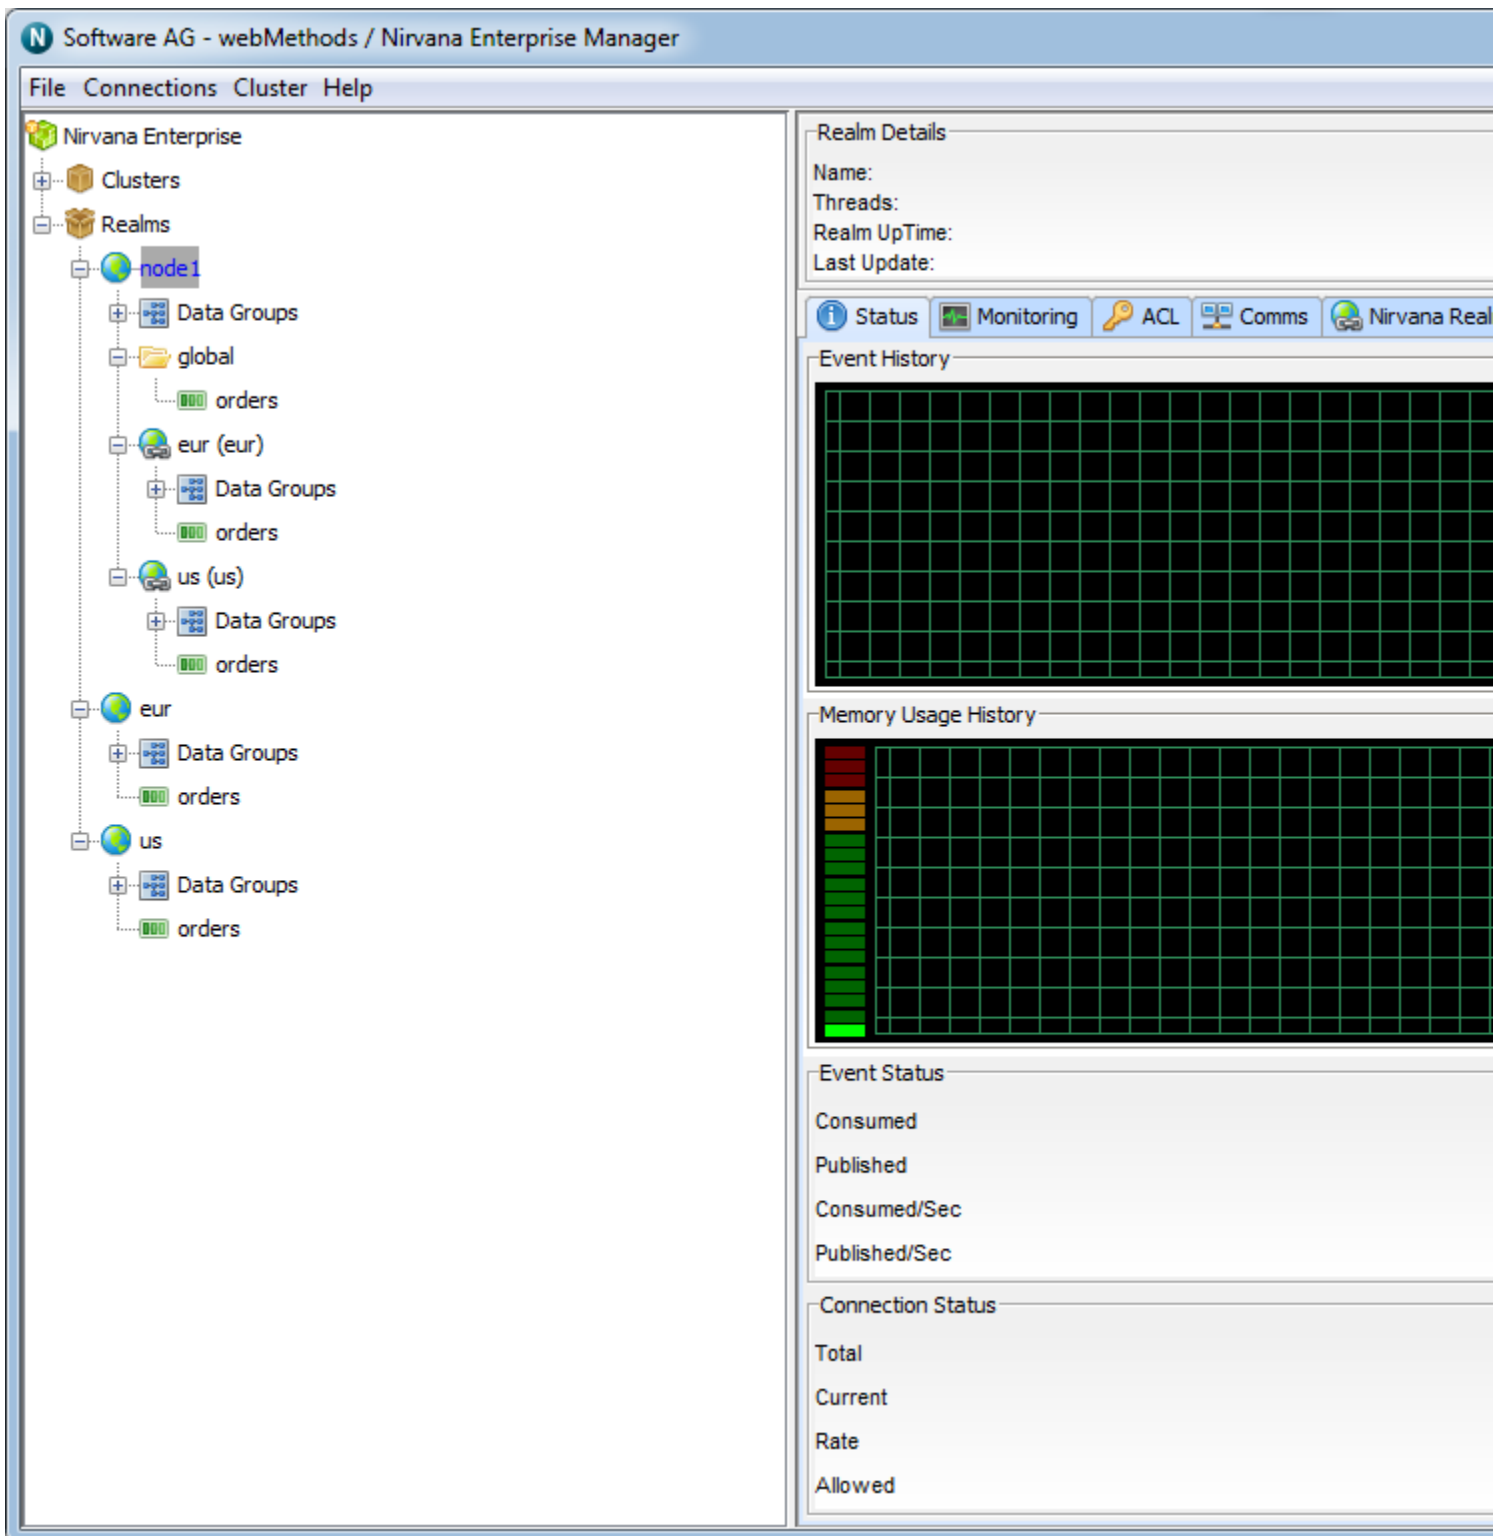 Software AG - webMethods / Nirvana Enterprise Manager
File Connections Cluster Help
Nirvana Enterprise
Clusters
Realms
node1
Data Groups
global
orders
eur (eur)
Data Groups
orders
us (us)
Data Groups
orders
eur
Data Groups
orders
us
Data Groups
orders
Realm Details
Name:
Threads:
Realm UpTime:
Last Update:
Status Monitoring ACL Comms Nirvana Real
Event History
Memory Usage History
Event Status
Consumed
Published
Consumed/Sec
Published/Sec
Connection Status
Total
Current
Rate
Allowed